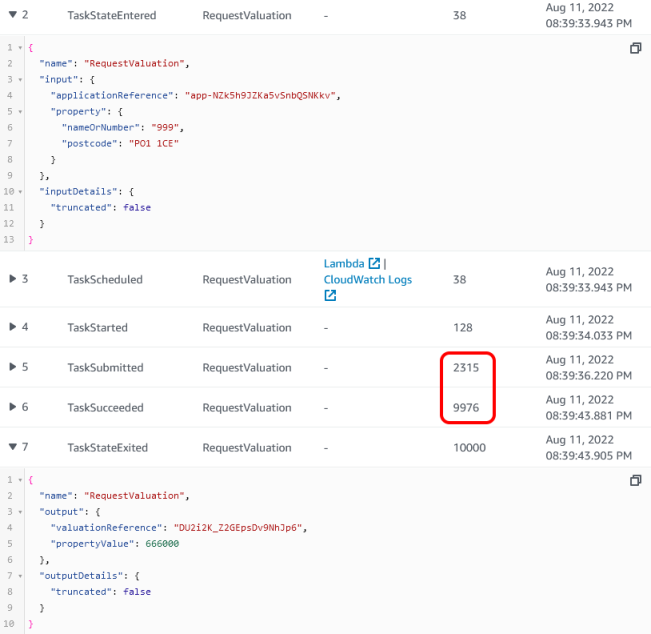 2 TaskStateEntered RequestValuation - 38 Aug 11, 2022
08:39:33.943 PM
1 {
2 "name": "RequestValuation",
3 "input": {
4 "applicationReference": "app-NZk5h9JZKa5vSnbQSNKkv",
5 "property": {
6 "nameOrNumber": "999",
7 "postcode": "PO1 1CE"
8 }
9 },
10 "inputDetails": {
11 "truncated": false
12 }
13 }
3 TaskScheduled RequestValuation Lambda | CloudWatch Logs 38 Aug 11, 2022
08:39:33.943 PM
4 TaskStarted RequestValuation - 128 Aug 11, 2022
08:39:34.033 PM
5 TaskSubmitted RequestValuation - 2315 Aug 11, 2022
08:39:36.220 PM
6 TaskSucceeded RequestValuation - 9976 Aug 11, 2022
08:39:43.881 PM
7 TaskStateExited RequestValuation - 10000 Aug 11, 2022
08:39:43.905 PM
1 {
2 "name": "RequestValuation",
3 "output": {
4 "valuationReference": "DU2i2K_Z2GEpsDv9NhJp6",
5 "propertyValue": 666000
6 },
7 "outputDetails": {
8 "truncated": false
9 }
10 }